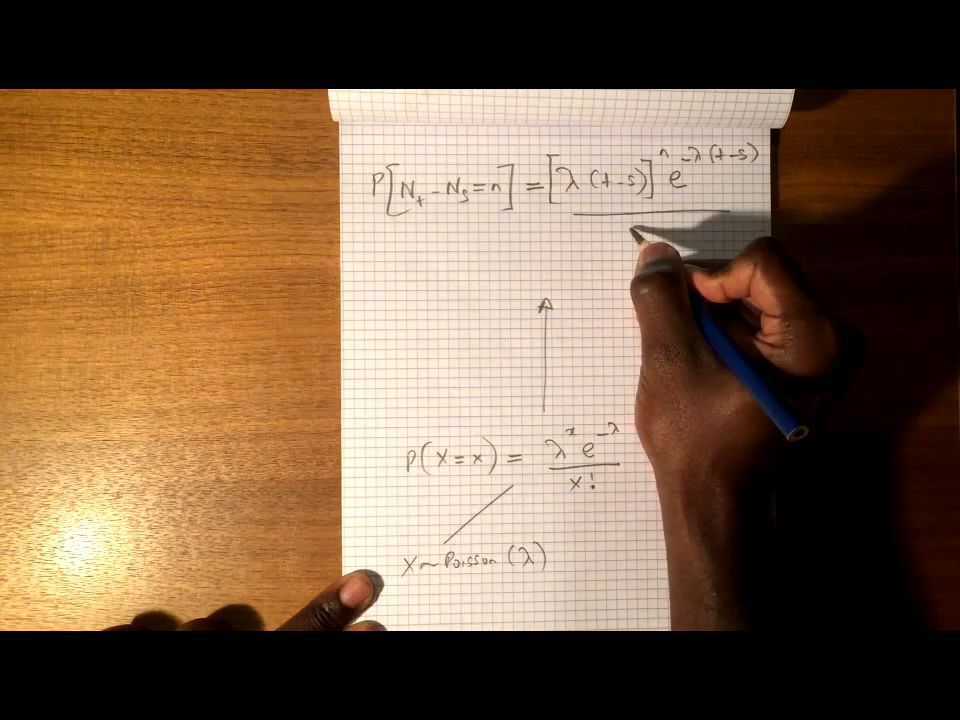 P[N_t - N_s = n] = [λ(t-s)]^n e^{-λ(t-s)}
P(X = x) = λ^x e^{-λ} / x!
X ~ Poisson (λ)